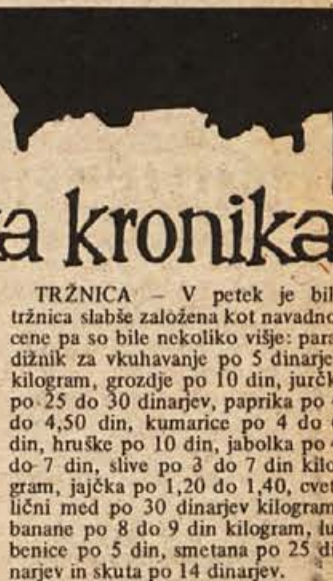 a kronika
TRŽNICA – V petek je bil
tržnica slabše založena kot navadno
cene pa so bile nekoliko višje: para
dižnik za vkuhavanje po 5 dinarje
kilogram, grozdje po 10 din, jurčk
po 25 do 30 dinarjev, paprika po
do 4,50 din, kumarice po 4 do
din, hruške po 10 din, jabolka po
do 7 din, slive po 3 do 7 din kilo
gram, jajčka po 1,20 do 1,40, cvet
lični med po 30 dinarjev kilogram
banane po 8 do 9 din kilogram, lu
benice po 5 din, smetana po 25 di
narjev in skuta po 14 dinarjev.